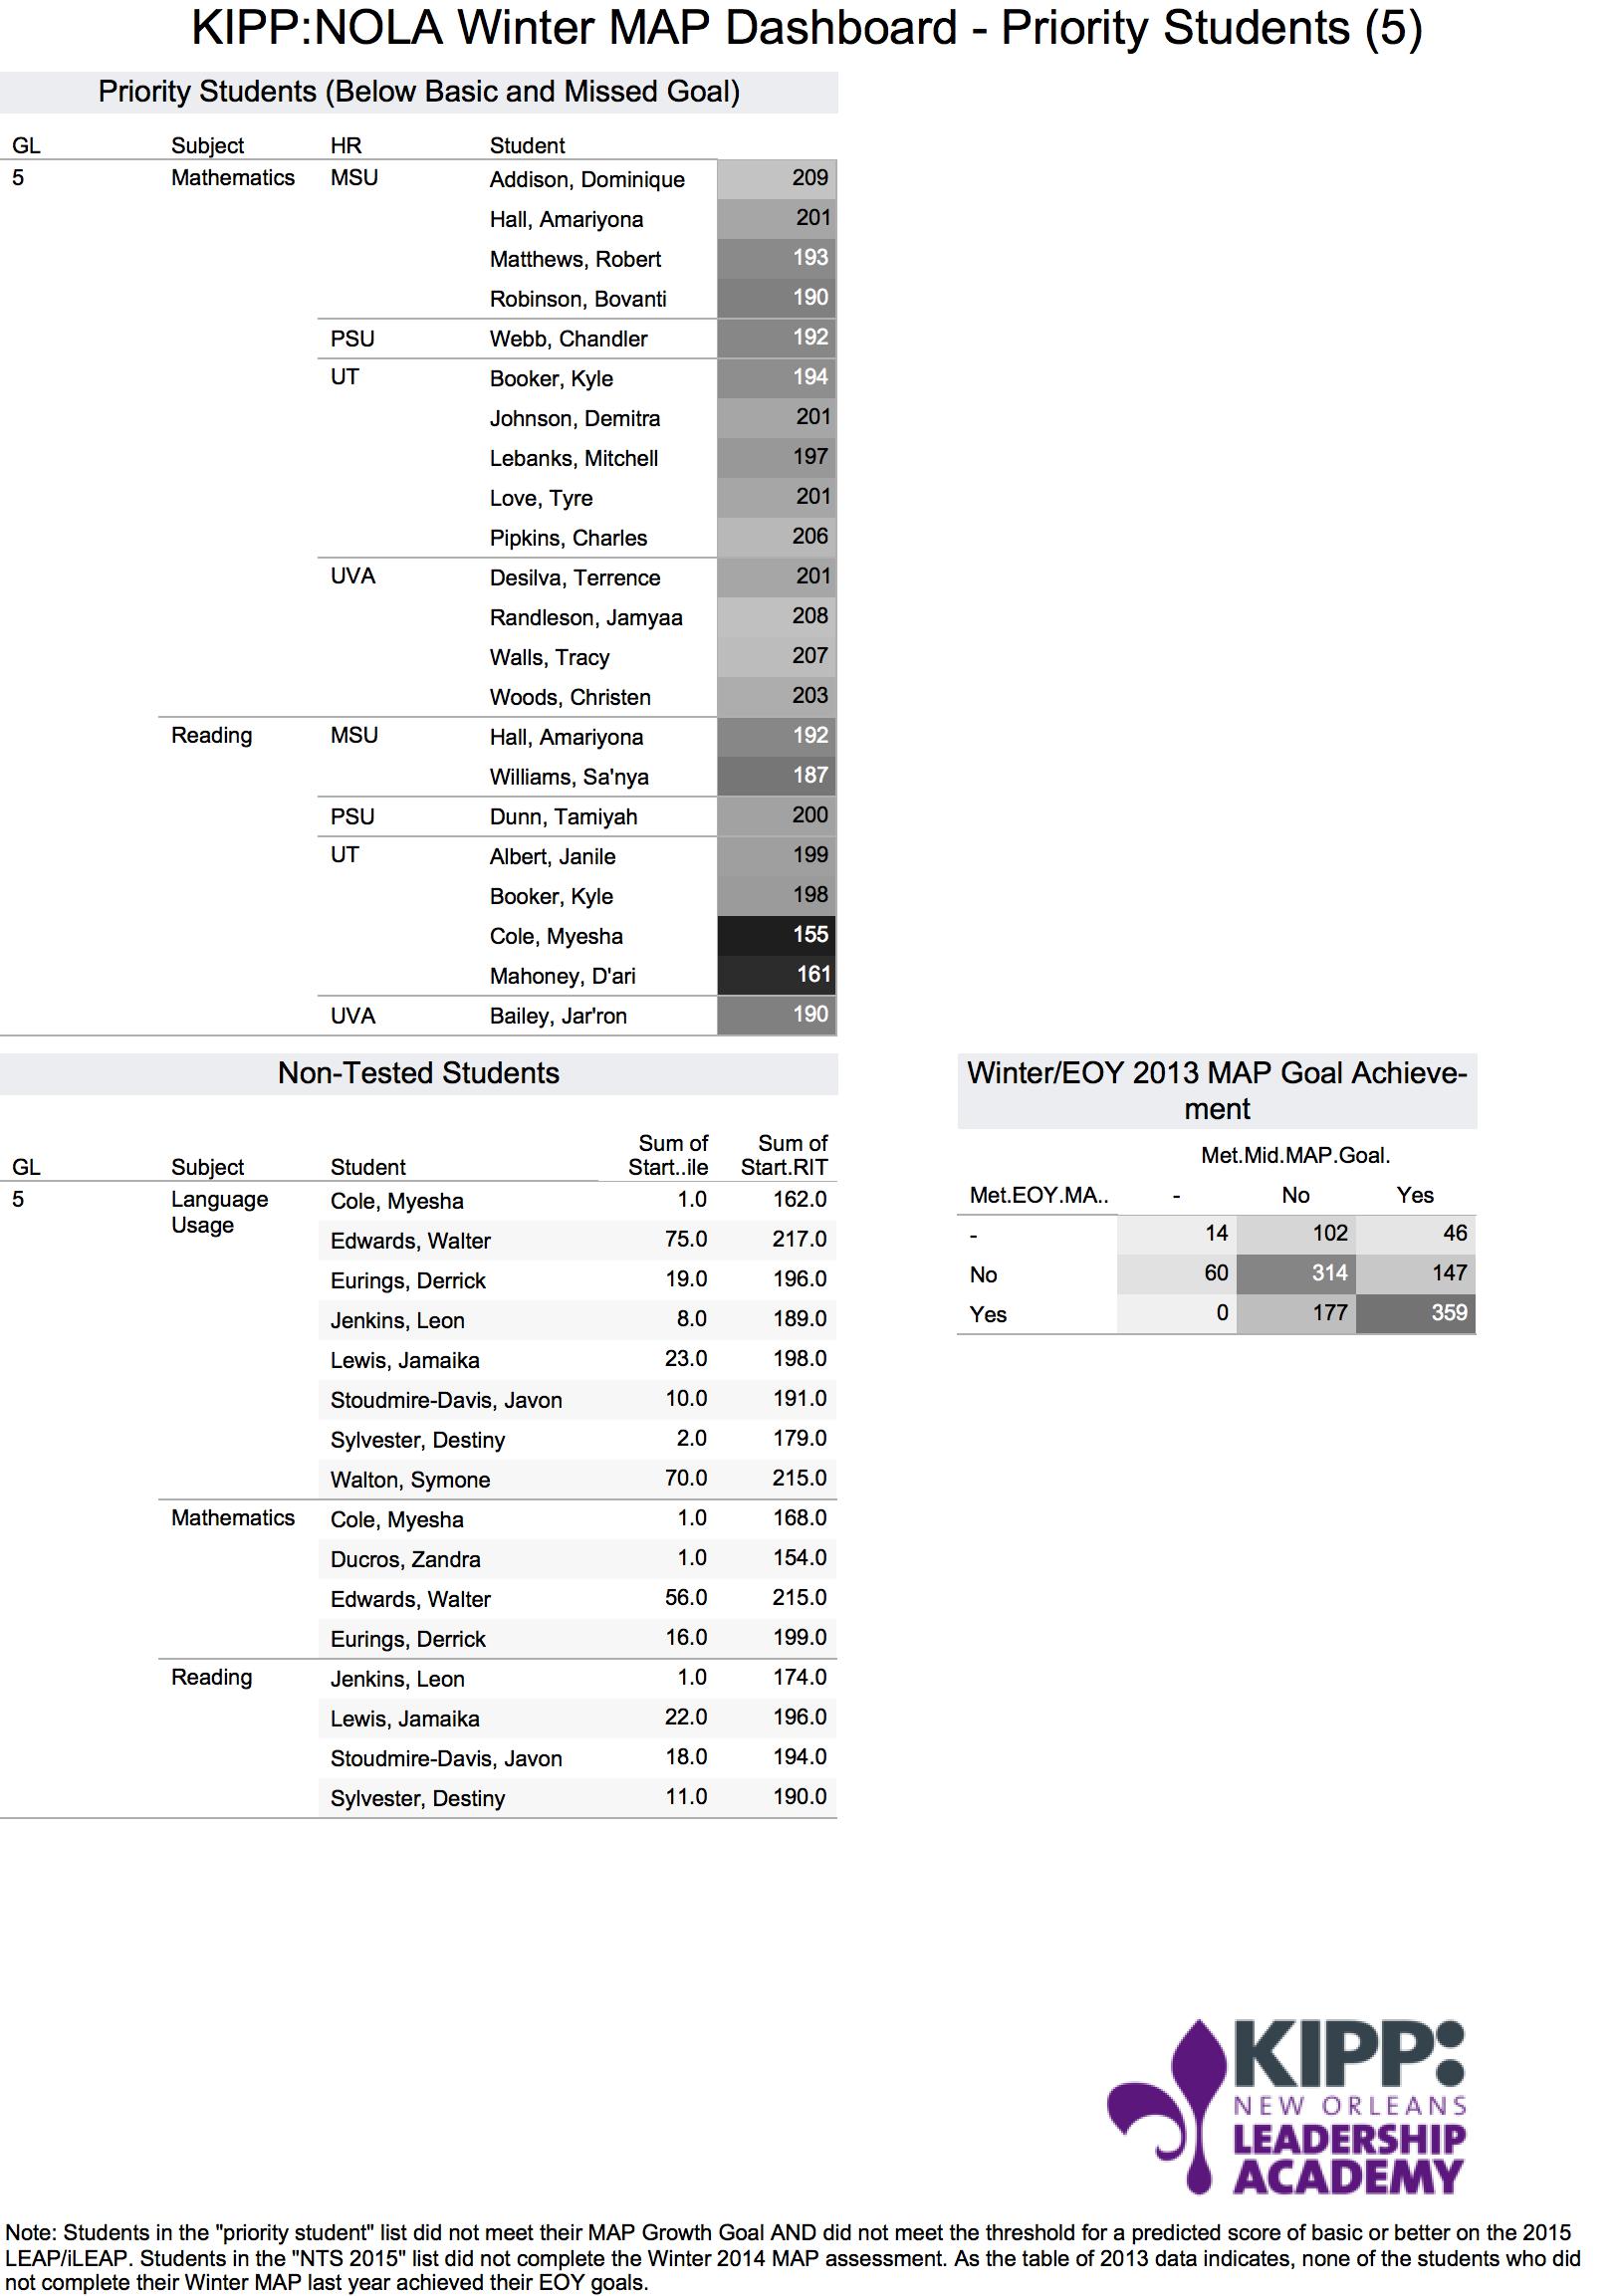 KIPP:NOLA Winter MAP Dashboard - Priority Students (5)
Priority Students (Below Basic and Missed Goal)
GL Subject HR Student
5 Mathematics MSU Addison, Dominique 209
Hall, Amariyona 201
Matthews, Robert 193
Robinson, Bovanti 190
PSU Webb, Chandler 192
UT Booker, Kyle 194
Johnson, Demitra 201
Lebanks, Mitchell 197
Love, Tyre 201
Pipkins, Charles 206
UVA Desilva, Terrence 201
Randleson, Jamyaa 208
Walls, Tracy 207
Woods, Christen 203
Reading MSU Hall, Amariyona 192
Williams, Sa'nya 187
PSU Dunn, Tamiyah 200
UT Albert, Janile 199
Booker, Kyle 198
Cole, Myesha 155
Mahoney, D'ari 161
UVA Bailey, Jar'ron 190
Non-Tested Students
Sum of Sum of
GL Subject Student Start..ile Start.RIT
5 Language Cole, Myesha 1.0 162.0
Usage
Edwards, Walter 75.0 217.0
Eurings, Derrick 19.0 196.0
Jenkins, Leon 8.0 189.0
Lewis, Jamaika 23.0 198.0
Stoudmire-Davis, Javon 10.0 191.0
Sylvester, Destiny 2.0 179.0
Walton, Symone 70.0 215.0
Mathematics Cole, Myesha 1.0 168.0
Ducros, Zandra 1.0 154.0
Edwards, Walter 56.0 215.0
Eurings, Derrick 16.0 199.0
Reading Jenkins, Leon 1.0 174.0
Lewis, Jamaika 22.0 196.0
Stoudmire-Davis, Javon 18.0 194.0
Sylvester, Destiny 11.0 190.0
Winter/EOY 2013 MAP Goal Achieve-
ment
Met.Mid.MAP.Goal.
Met.EOY.MA.. - No Yes
- 14 102 46
No 60 314 147
Yes 0 177 359
KIPP:
NEW ORLEANS
LEADERSHIP
ACADEMY
Note: Students in the "priority student" list did not meet their MAP Growth Goal AND did not meet the threshold for a predicted score of basic or better on the 2015
LEAP/iLEAP. Students in the "NTS 2015" list did not complete the Winter 2014 MAP assessment. As the table of 2013 data indicates, none of the students who did
not complete their Winter MAP last year achieved their EOY goals.